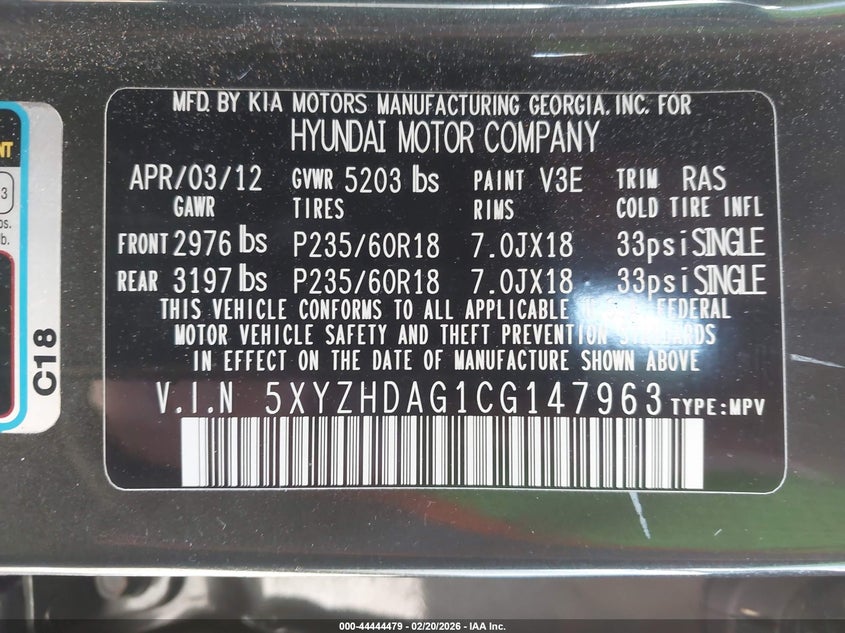 MFD. BY KIA MOTORS MANUFACTURING GEORGIA, INC. FOR
HYUNDAI MOTOR COMPANY
APR/03/12 GVWR 5203 lbs PAINT V3E TRIM RAS
GAWR TIRES RIMS COLD TIRE INFL
FRONT 2976 lbs P235/60R18 7.0JX18 33psi SINGLE
REAR 3197 lbs P235/60R18 7.0JX18 33psi SINGLE
THIS VEHICLE CONFORMS TO ALL APPLICABLE FEDERAL
MOTOR VEHICLE SAFETY AND THEFT PREVENTION STANDARDS
IN EFFECT ON THE DATE OF MANUFACTURE SHOWN ABOVE
V.I.N 5XYZHDAG1CG147963 TYPE:MPV
NT
3
os.
b.
C18
000-44444479 - 02/20/2026 - IAA Inc.